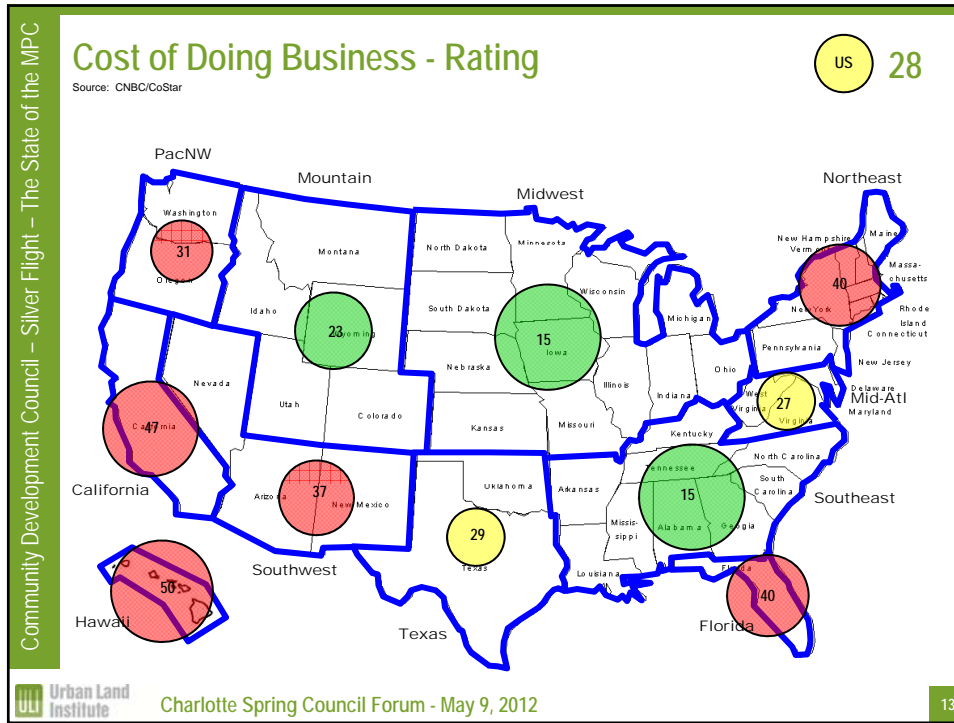 Community Development Council – Silver Flight – The State of the MPC
Cost of Doing Business - Rating
Source: CNBC/CoStar
US 28
PacNW
Mountain
Midwest
Northeast
Washington
Oregon
31
Montana
Idaho
Wyoming
23
Utah
Colorado
North Dakota
South Dakota
Nebraska
Kansas
Minnesota
Wisconsin
Iowa
15
Illinois
Missouri
Michigan
Indiana
Ohio
New Hampshire
Vermont
Maine
Massa-
chusetts
40
New York
Rhode
Island
Connecticut
Pennsylvania
New Jersey
Delaware
Mid-Atl
Maryland
West
Virginia
27
Virginia
Nevada
California
47
California
Arizona
New Mexico
37
Southwest
Oklahoma
29
Texas
Texas
Kentucky
Tennessee
North Carolina
South
Carolina
Southeast
Arkansas
Missis-
sippi
Alabama
Georgia
15
Louisiana
Florida
40
Florida
50
Hawaii
ULI Urban Land
Institute
Charlotte Spring Council Forum - May 9, 2012
13